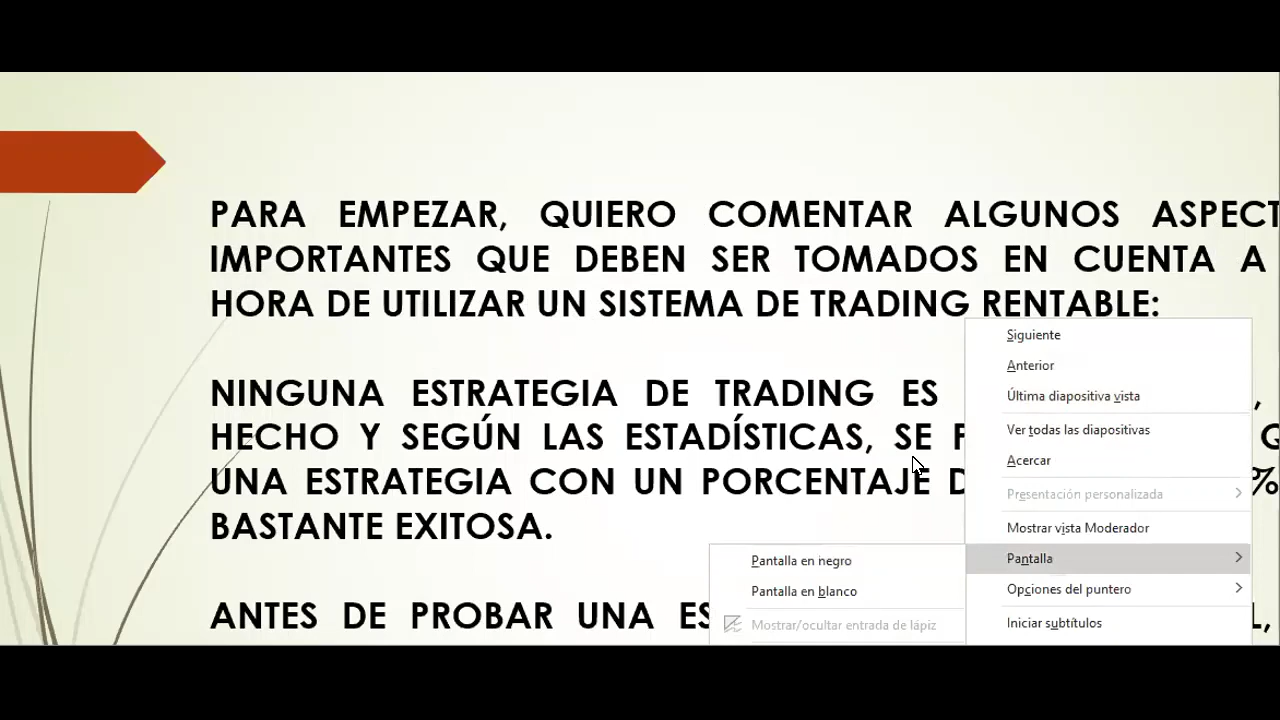 PARA EMPEZAR, QUIERO COMENTAR ALGUNOS ASPECT
IMPORTANTES QUE DEBEN SER TOMADOS EN CUENTA A
HORA DE UTILIZAR UN SISTEMA DE TRADING RENTABLE:
NINGUNA ESTRATEGIA DE TRADING ES ,
HECHO Y SEGÚN LAS ESTADÍSTICAS, SE F Q
UNA ESTRATEGIA CON UN PORCENTAJE D %
BASTANTE EXITOSA.
ANTES DE PROBAR UNA ES L,
Siguiente
Anterior
Última diapositiva vista
Ver todas las diapositivas
Acercar
Presentación personalizada
Mostrar vista Moderador
Pantalla
Opciones del puntero
Iniciar subtítulos
Pantalla en negro
Pantalla en blanco
Mostrar/ocultar entrada de lápiz